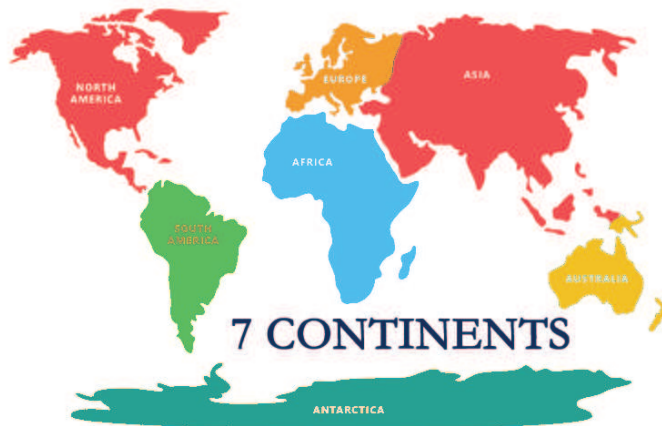 NORTH
AMERICA
EUROPE
ASIA
AFRICA
SOUTH
AMERICA
AUSTRALIA
7 CONTINENTS
ANTARCTICA